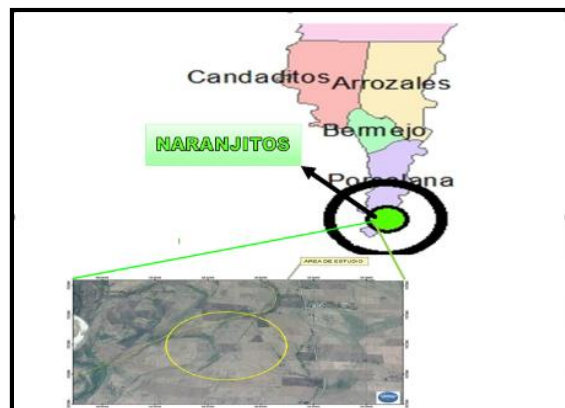 Candaditos
Arrozales
Bermejo
NARANJITOS
Porcelana
AREA DE ESTUDIO